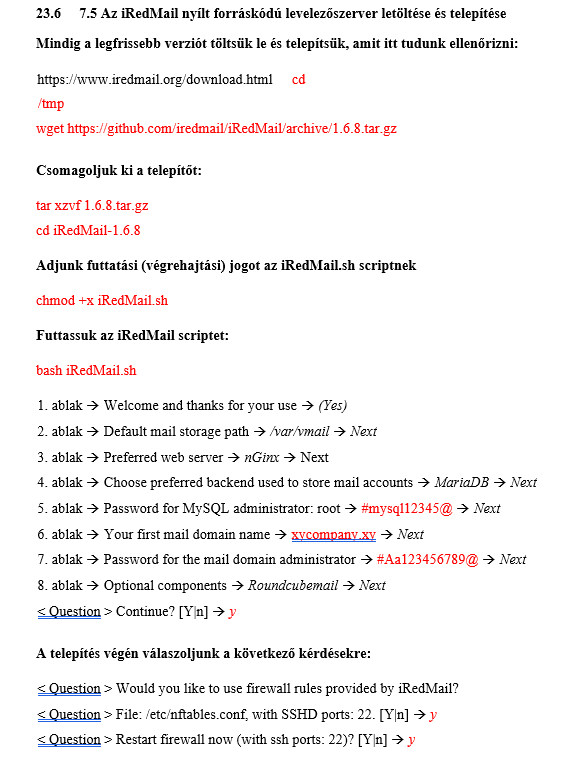 23.6 7.5 Az iRedMail nyílt forráskódú levelezőszerver letöltése és telepítése
Mindig a legfrissebb verziót töltsük le és telepítsük, amit itt tudunk ellenőrizni:
https://www.iredmail.org/download.html cd
/tmp
wget https://github.com/iredmail/iRedMail/archive/1.6.8.tar.gz
Csomagoljuk ki a telepítőt:
tar xzvf 1.6.8.tar.gz
cd iRedMail-1.6.8
Adjunk futtatási (végrehajtási) jogot az iRedMail.sh scriptnek
chmod +x iRedMail.sh
Futtassuk az iRedMail scriptet:
bash iRedMail.sh
1. ablak → Welcome and thanks for your use → (Yes)
2. ablak → Default mail storage path → /var/vmail → Next
3. ablak → Preferred web server → nGinx → Next
4. ablak → Choose preferred backend used to store mail accounts → MariaDB → Next
5. ablak → Password for MySQL administrator: root → #mysql12345@ → Next
6. ablak → Your first mail domain name → xycompany.xy → Next
7. ablak → Password for the mail domain administrator → #Aa123456789@ → Next
8. ablak → Optional components → Roundcubemail → Next
< Question > Continue? [Y|n] → y
A telepítés végén válaszoljunk a következő kérdésekre:
< Question > Would you like to use firewall rules provided by iRedMail?
< Question > File: /etc/nftables.conf, with SSHD ports: 22. [Y|n] → y
< Question > Restart firewall now (with ssh ports: 22)? [Y|n] → y